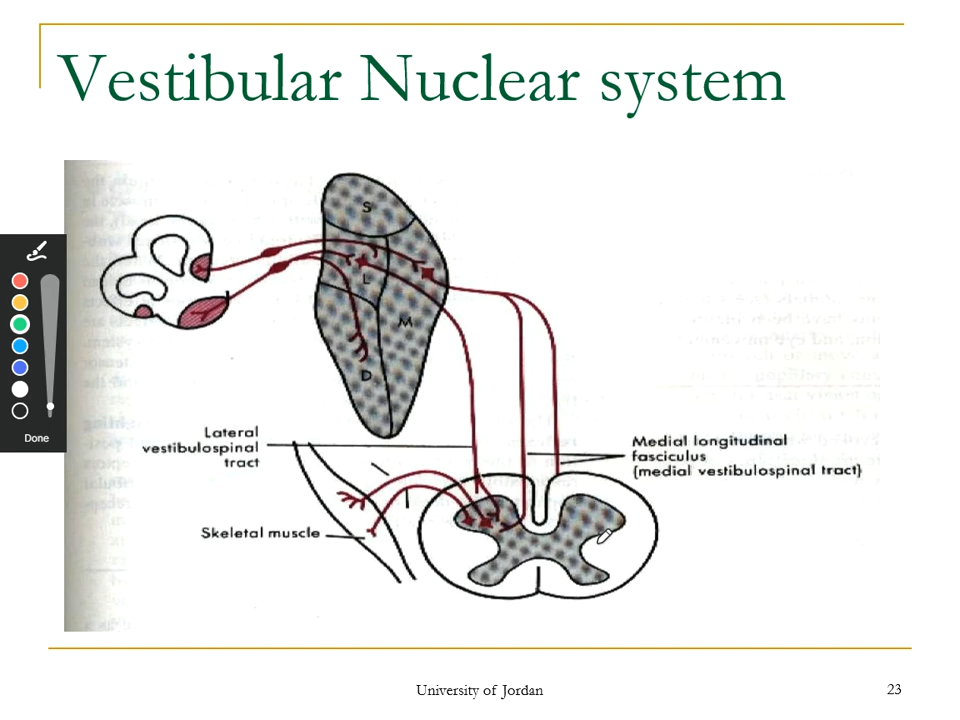 Vestibular Nuclear system
S
L
M
D
Lateral
vestibulospinal
tract
Medial longitudinal
fasciculus
(medial vestibulospinal tract)
Skeletal muscle
Done
University of Jordan
23